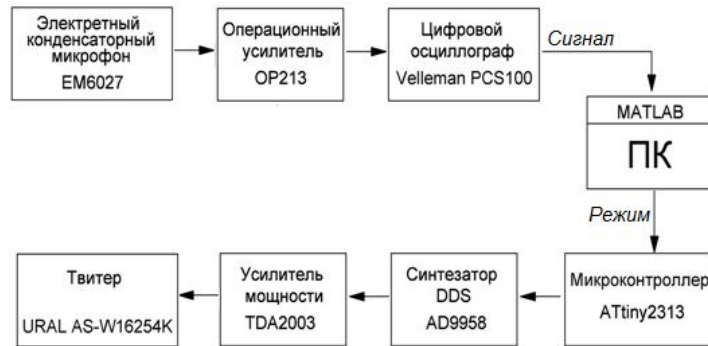 Электретный
конденсаторный
микрофон
EM6027
Операционный
усилитель
OP213
Цифровой
осциллограф
Velleman PCS100
Сигнал
MATLAB
ПК
Режим
Микроконтроллер
ATtiny2313
Синтезатор
DDS
AD9958
Усилитель
мощности
TDA2003
Твитер
URAL AS-W16254K